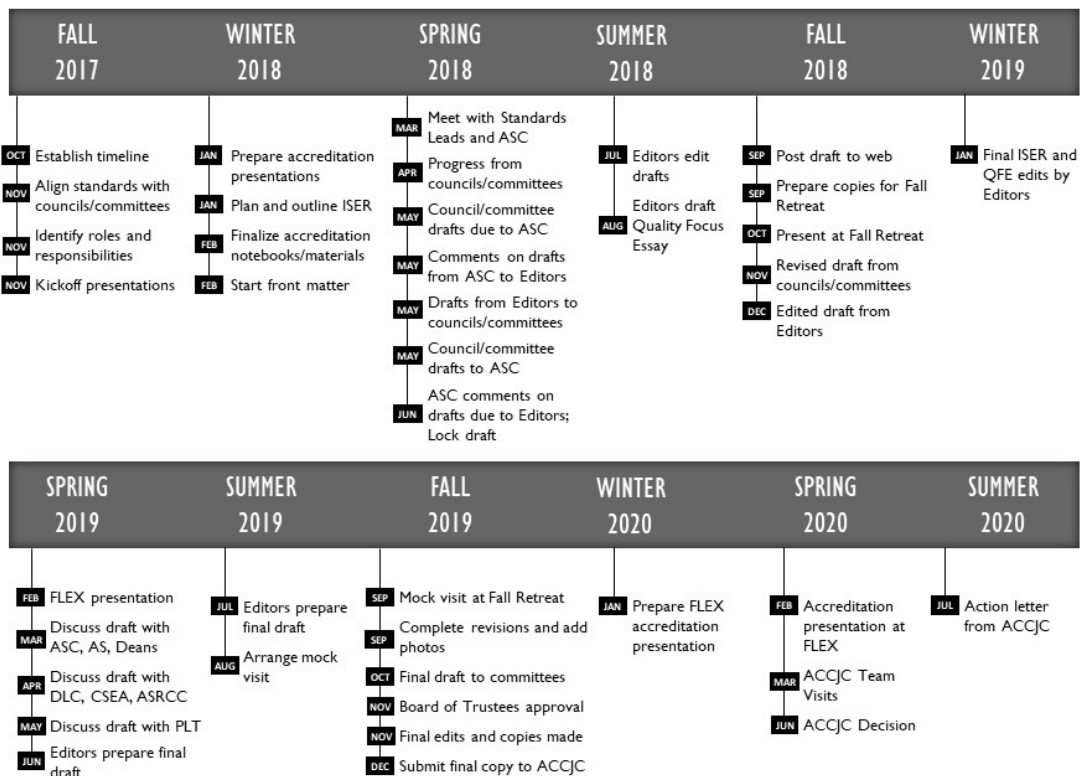 FALL
2017
WINTER
2018
SPRING
2018
SUMMER
2018
FALL
2018
WINTER
2019
OCT Establish timeline
NOV Align standards with
councils/committees
NOV Identify roles and
responsibilities
NOV Kickoff presentations
JAN Prepare accreditation
presentations
JAN Plan and outline ISER
FEB Finalize accreditation
notebooks/materials
FEB Start front matter
MAR Meet with Standards
Leads and ASC
APR Progress from
councils/committees
MAY Council/committee
drafts due to ASC
MAY Comments on drafts
from ASC to Editors
MAY Drafts from Editors to
councils/committees
MAY Council/committee
drafts to ASC
JUN ASC comments on
drafts due to Editors;
Lock draft
JUL Editors edit
drafts
AUG Editors draft
Quality Focus
Essay
SEP Post draft to web
SEP Prepare copies for Fall
Retreat
OCT Present at Fall Retreat
NOV Revised draft from
councils/committees
DEC Edited draft from
Editors
JAN Final ISER and
QFE edits by
Editors
SPRING
2019
SUMMER
2019
FALL
2019
WINTER
2020
SPRING
2020
SUMMER
2020
FEB FLEX presentation
MAR Discuss draft with
ASC, AS, Deans
APR Discuss draft with
DLC, CSEA, ASRCC
MAY Discuss draft with PLT
JUN Editors prepare final
draft
JUL Editors prepare
final draft
AUG Arrange mock
visit
SEP Mock visit at Fall Retreat
SEP Complete revisions and add
photos
OCT Final draft to committees
NOV Board of Trustees approval
NOV Final edits and copies made
DEC Submit final copy to ACCJC
JAN Prepare FLEX
accreditation
presentation
FEB Accreditation
presentation at
FLEX
MAR ACCJC Team
Visits
JUN ACCJC Decision
JUL Action letter
from ACCJC